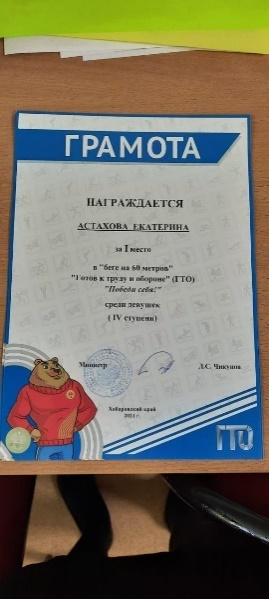 ГРАМОТА
НАГРАЖДАЕТСЯ
АСТАХОВА ЕКАТЕРИНА
за I место
в "беге на 60 метров"
"Готов к труду и обороне" (ГТО)
"Победи себя!"
среди девушек
( IV ступени)
Министр
Д.С. Чикунов
Хабаровский край
ГТО